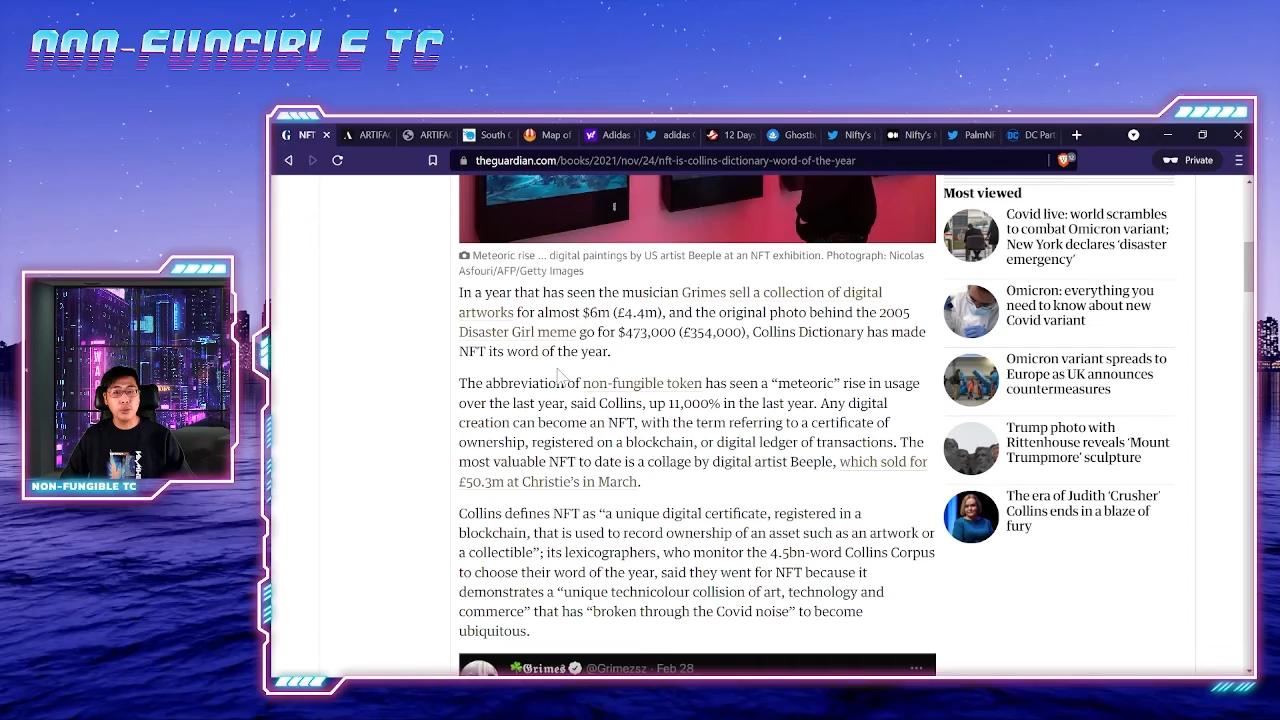 NON-FUNGIBLE TC
NFT
ARTIFAC
ARTIFA
South C
Map of
Adidas
adidas
12 Day
Ghostb
Nifty's
Nifty's
PalmNF
DC Part
theguardian.com/books/2021/nov/24/nft-is-collins-dictionary-word-of-the-year
12
Private
Meteoric rise ... digital paintings by US artist Beeple at an NFT exhibition. Photograph: Nicolas
Asfouri/AFP/Getty Images
In a year that has seen the musician Grimes sell a collection of digital
artworks for almost $6m (£4.4m), and the original photo behind the 2005
Disaster Girl meme go for $473,000 (£354,000), Collins Dictionary has made
NFT its word of the year.
The abbreviation of non-fungible token has seen a “meteoric” rise in usage
over the last year, said Collins, up 11,000% in the last year. Any digital
creation can become an NFT, with the term referring to a certificate of
ownership, registered on a blockchain, or digital ledger of transactions. The
most valuable NFT to date is a collage by digital artist Beeple, which sold for
£50.3m at Christie’s in March.
Collins defines NFT as “a unique digital certificate, registered in a
blockchain, that is used to record ownership of an asset such as an artwork or
a collectible”; its lexicographers, who monitor the 4.5bn-word Collins Corpus
to choose their word of the year, said they went for NFT because it
demonstrates a “unique technicolour collision of art, technology and
commerce” that has “broken through the Covid noise” to become
ubiquitous.
Grimes @Grimezsz · Feb 28
Most viewed
Covid live: world scrambles
to combat Omicron variant;
New York declares ‘disaster
emergency’
Omicron: everything you
need to know about new
Covid variant
Omicron variant spreads to
Europe as UK announces
countermeasures
Trump photo with
Rittenhouse reveals ‘Mount
Trumpmore’ sculpture
The era of Judith ‘Crusher’
Collins ends in a blaze of
fury
NON-FUNGIBLE TC